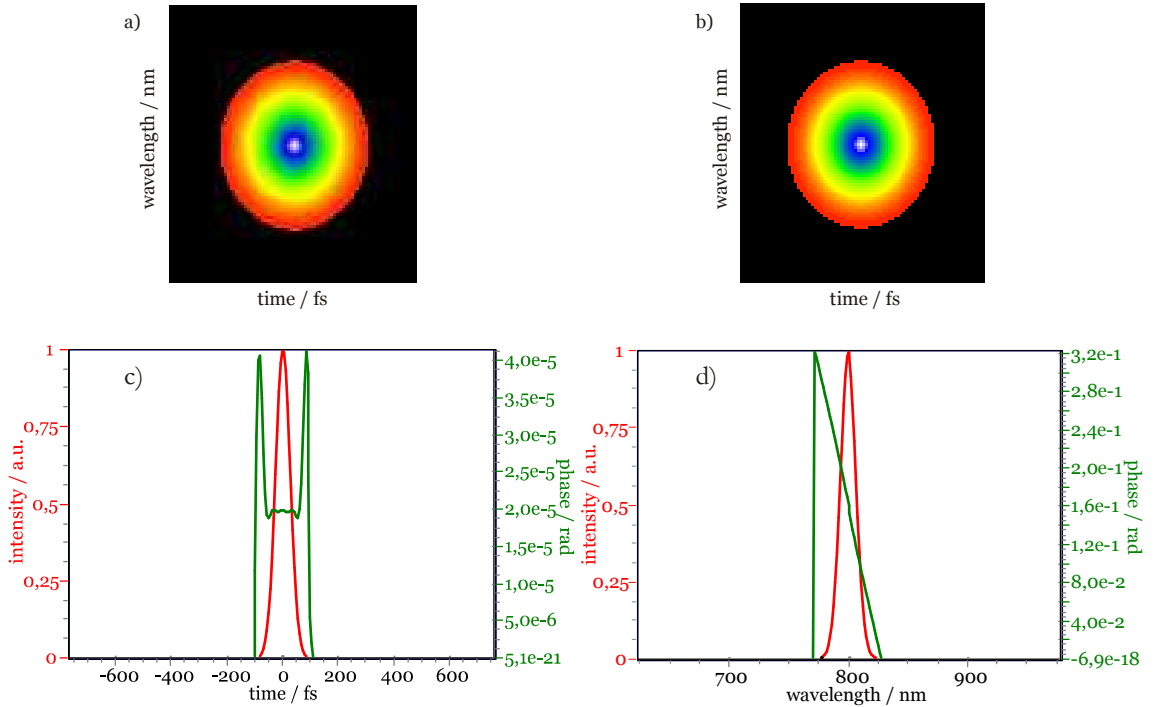 a)
wavelength / nm
time / fs
b)
wavelength / nm
time / fs
c)
intensity / a.u.
1
0,75
0,5
0,25
0
-600
-400
-200
0
200
400
600
time / fs
4,0e-5
3,5e-5
3,0e-5
2,5e-5
2,0e-5
1,5e-5
1,0e-5
5,0e-6
5,1e-21
phase / rad
d)
intensity / a.u.
1
0,75
0,5
0,25
0
700
800
900
wavelength / nm
3,2e-1
2,8e-1
2,4e-1
2,0e-1
1,6e-1
1,2e-1
8,0e-2
4,0e-2
-6,9e-18
phase / rad